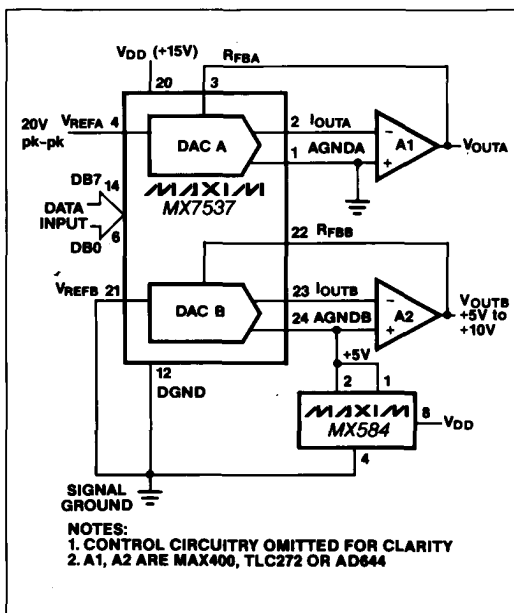 VDD (+15V)
RFBA
20
3
20V
pk-pk
VREFA
4
DAC A
2
IOUTA
1
AGNDA
−
+
A1
VOUTA
DB7
14
DATA
INPUT
DB0
6
MAXIM
MX7537
22
RFBB
VREFB
21
DAC B
23
IOUTB
24
AGNDB
−
+
A2
VOUTB
+5V to
+10V
+5V
12
DGND
2
1
MAXIM
MX584
8
VDD
4
SIGNAL
GROUND
NOTES:
1. CONTROL CIRCUITRY OMITTED FOR CLARITY
2. A1, A2 ARE MAX400, TLC272 OR AD644